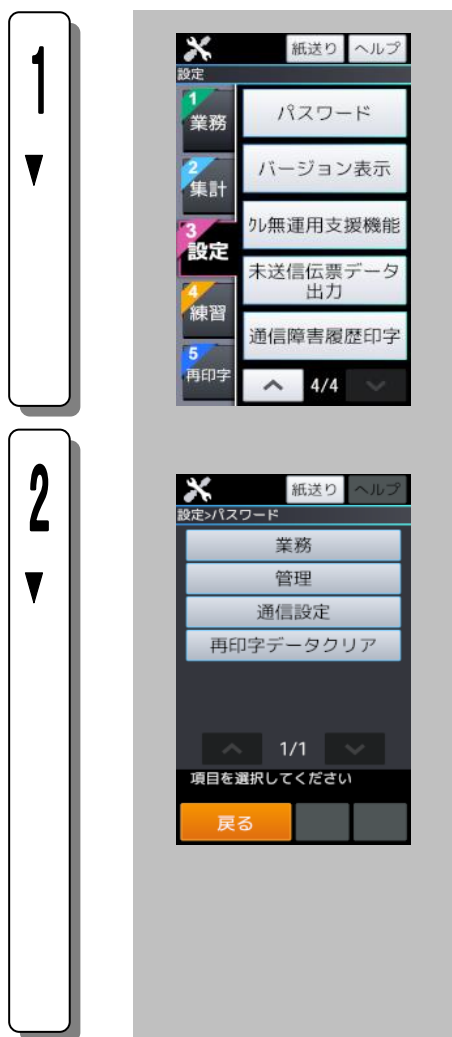 1
紙送り ヘルプ
設定
1
業務
パスワード
2
集計
バージョン表示
3
設定
ｸﾚ無運用支援機能
4
練習
未送信伝票データ
出力
5
再印字
通信障害履歴印字
4/4
2
紙送り ヘルプ
設定>パスワード
業務
管理
通信設定
再印字データクリア
1/1
項目を選択してください
戻る